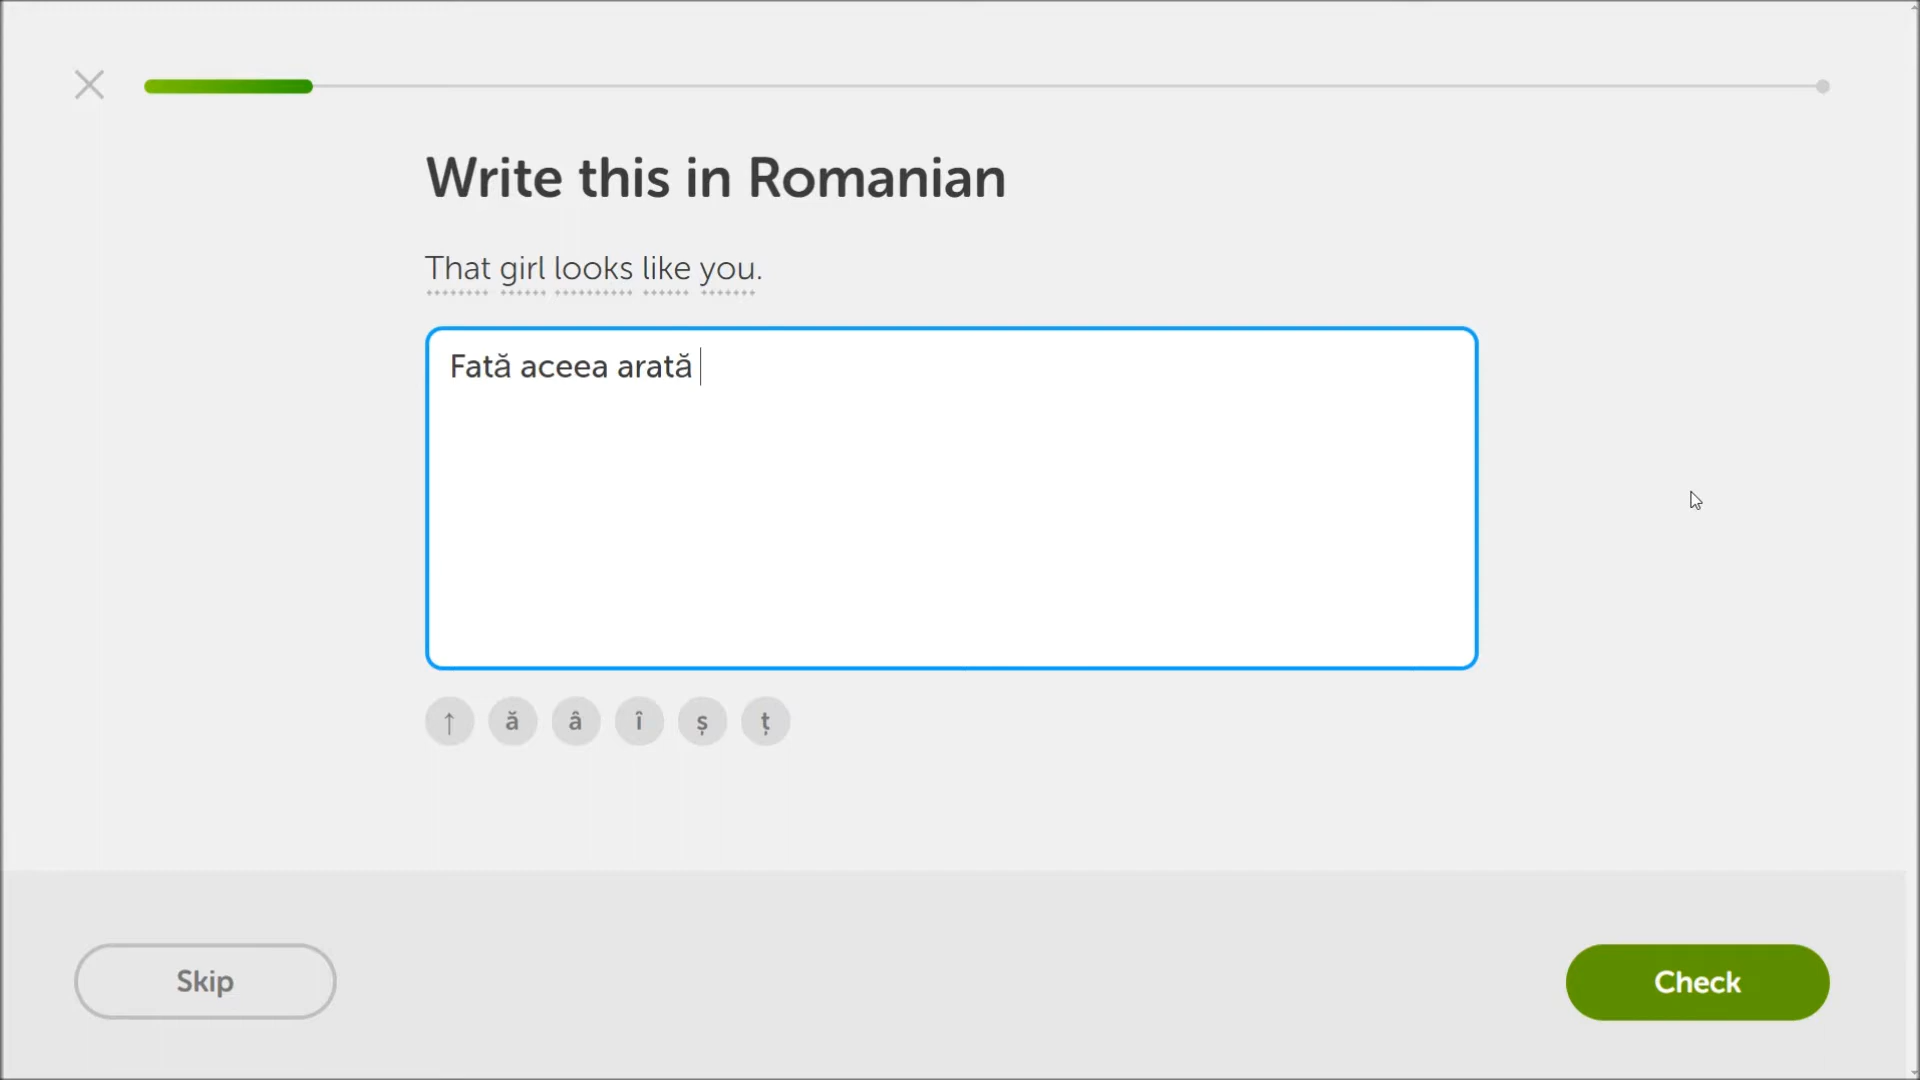 Write this in Romanian
That girl looks like you.
Fată aceea arată
↑ ă â î ș ț
Skip
Check